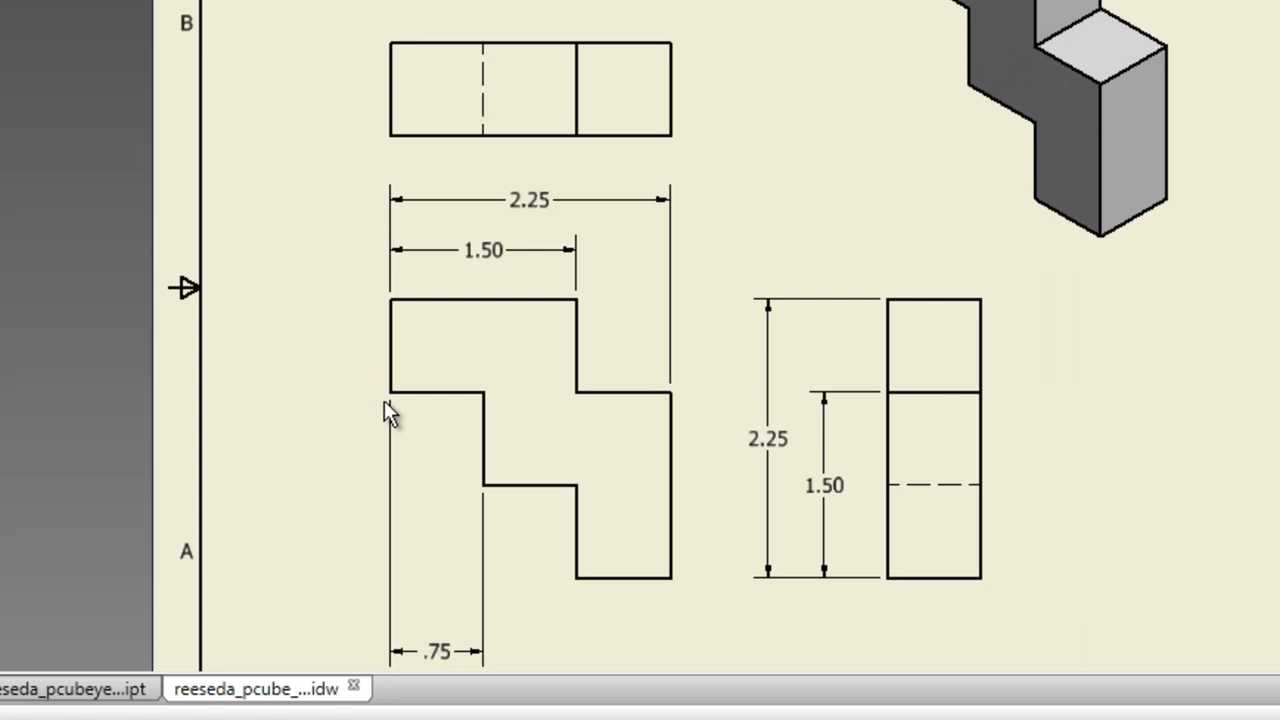 B
2.25
1.50
2.25
1.50
A
.75
eseda_pcubeye...ipt
reeseda_pcube_...idw